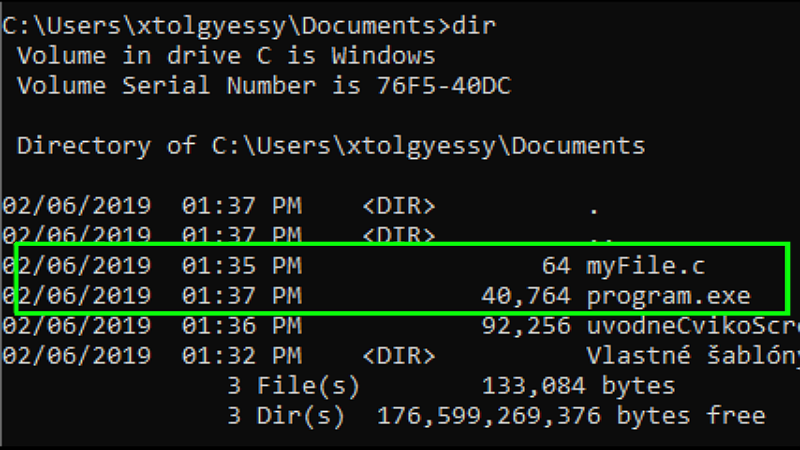 C:\Users\xtolgyessy\Documents>dir
Volume in drive C is Windows
Volume Serial Number is 76F5-40DC
Directory of C:\Users\xtolgyessy\Documents
02/06/2019 01:37 PM <DIR> .
02/06/2019 01:37 PM <DIR> ..
02/06/2019 01:35 PM 64 myFile.c
02/06/2019 01:37 PM 40,764 program.exe
02/06/2019 01:36 PM 92,256 uvodneCvikoScre
02/06/2019 01:32 PM <DIR> Vlastné šablóny
3 File(s) 133,084 bytes
3 Dir(s) 176,599,269,376 bytes free